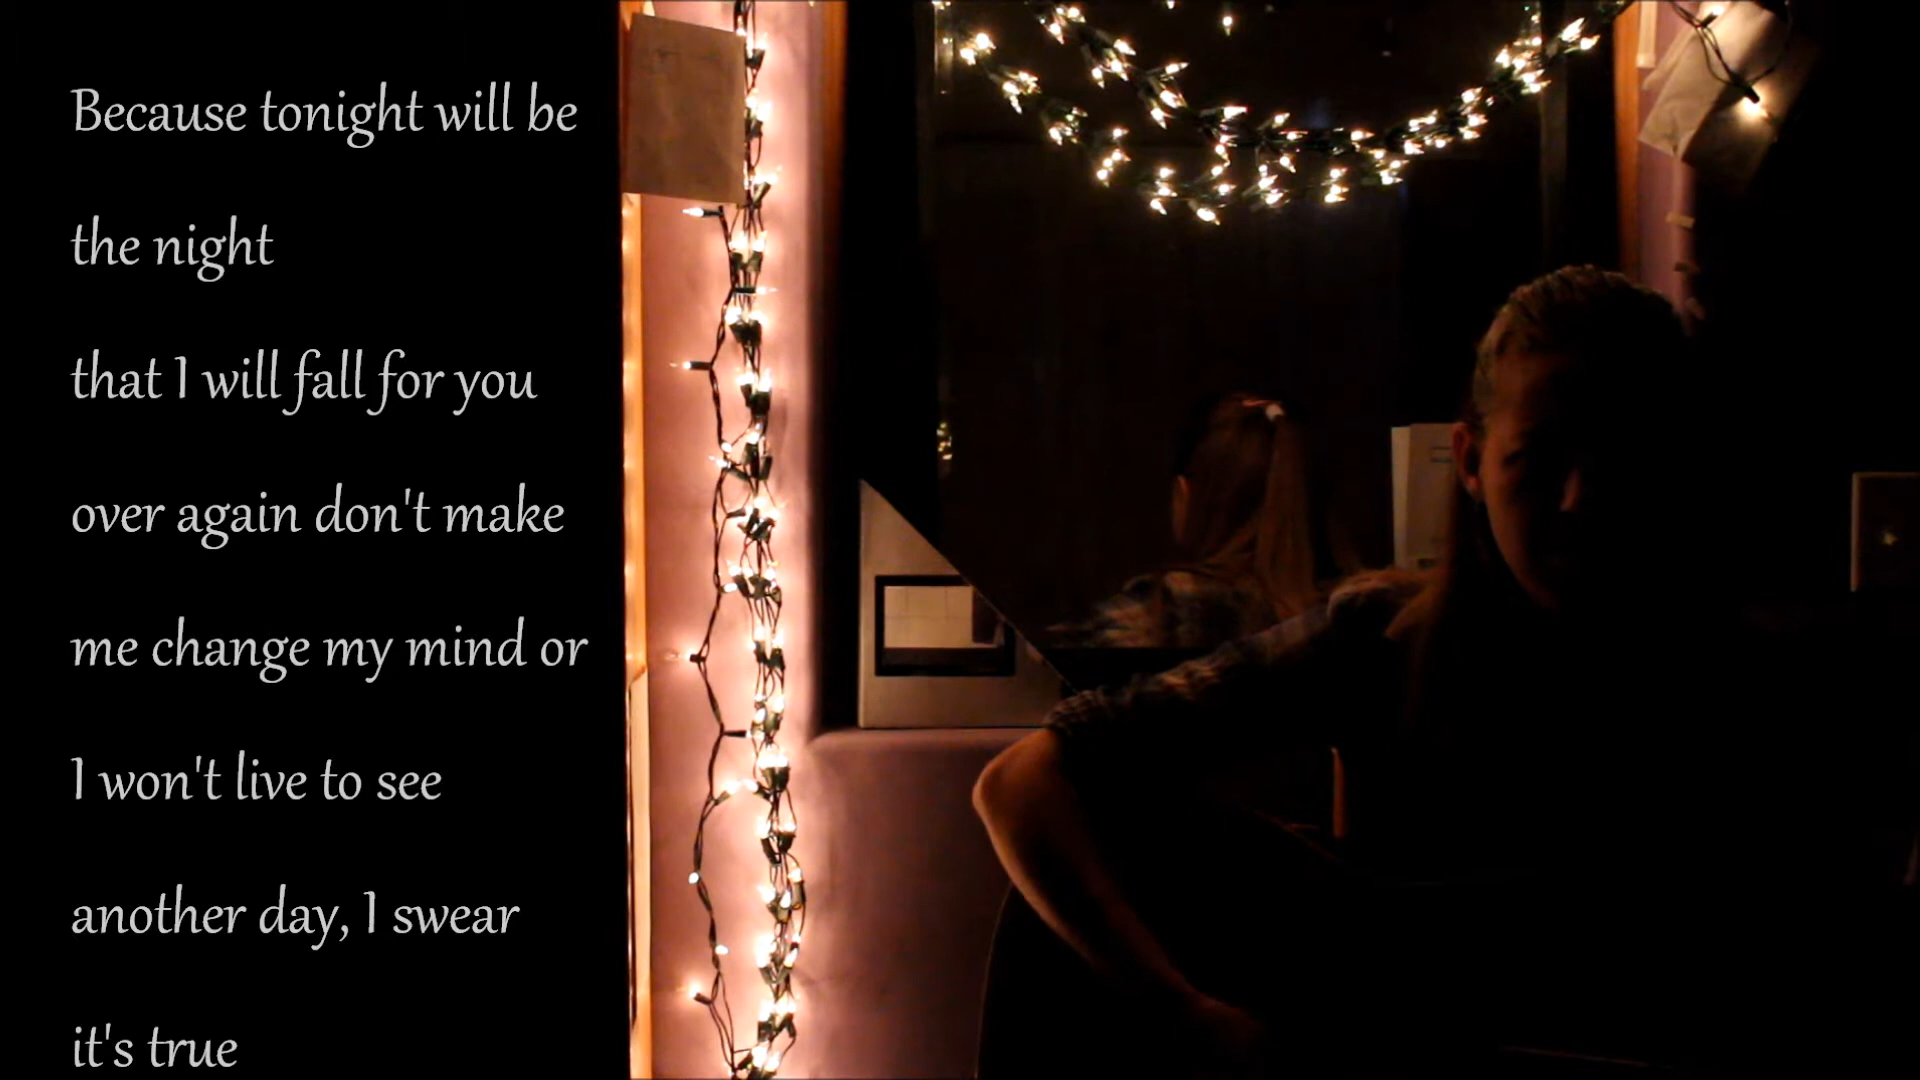 Because tonight will be
the night
that I will fall for you
over again don't make
me change my mind or
I won't live to see
another day, I swear
it's true